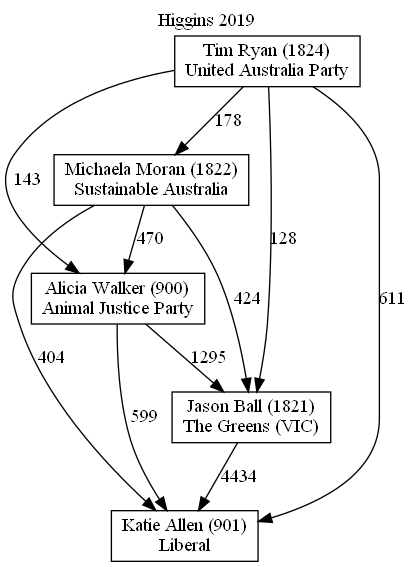 Higgins 2019
Tim Ryan (1824)
United Australia Party
178
Michaela Moran (1822)
Sustainable Australia
143
128
470
Alicia Walker (900)
Animal Justice Party
424
611
404
1295
Jason Ball (1821)
The Greens (VIC)
599
4434
Katie Allen (901)
Liberal